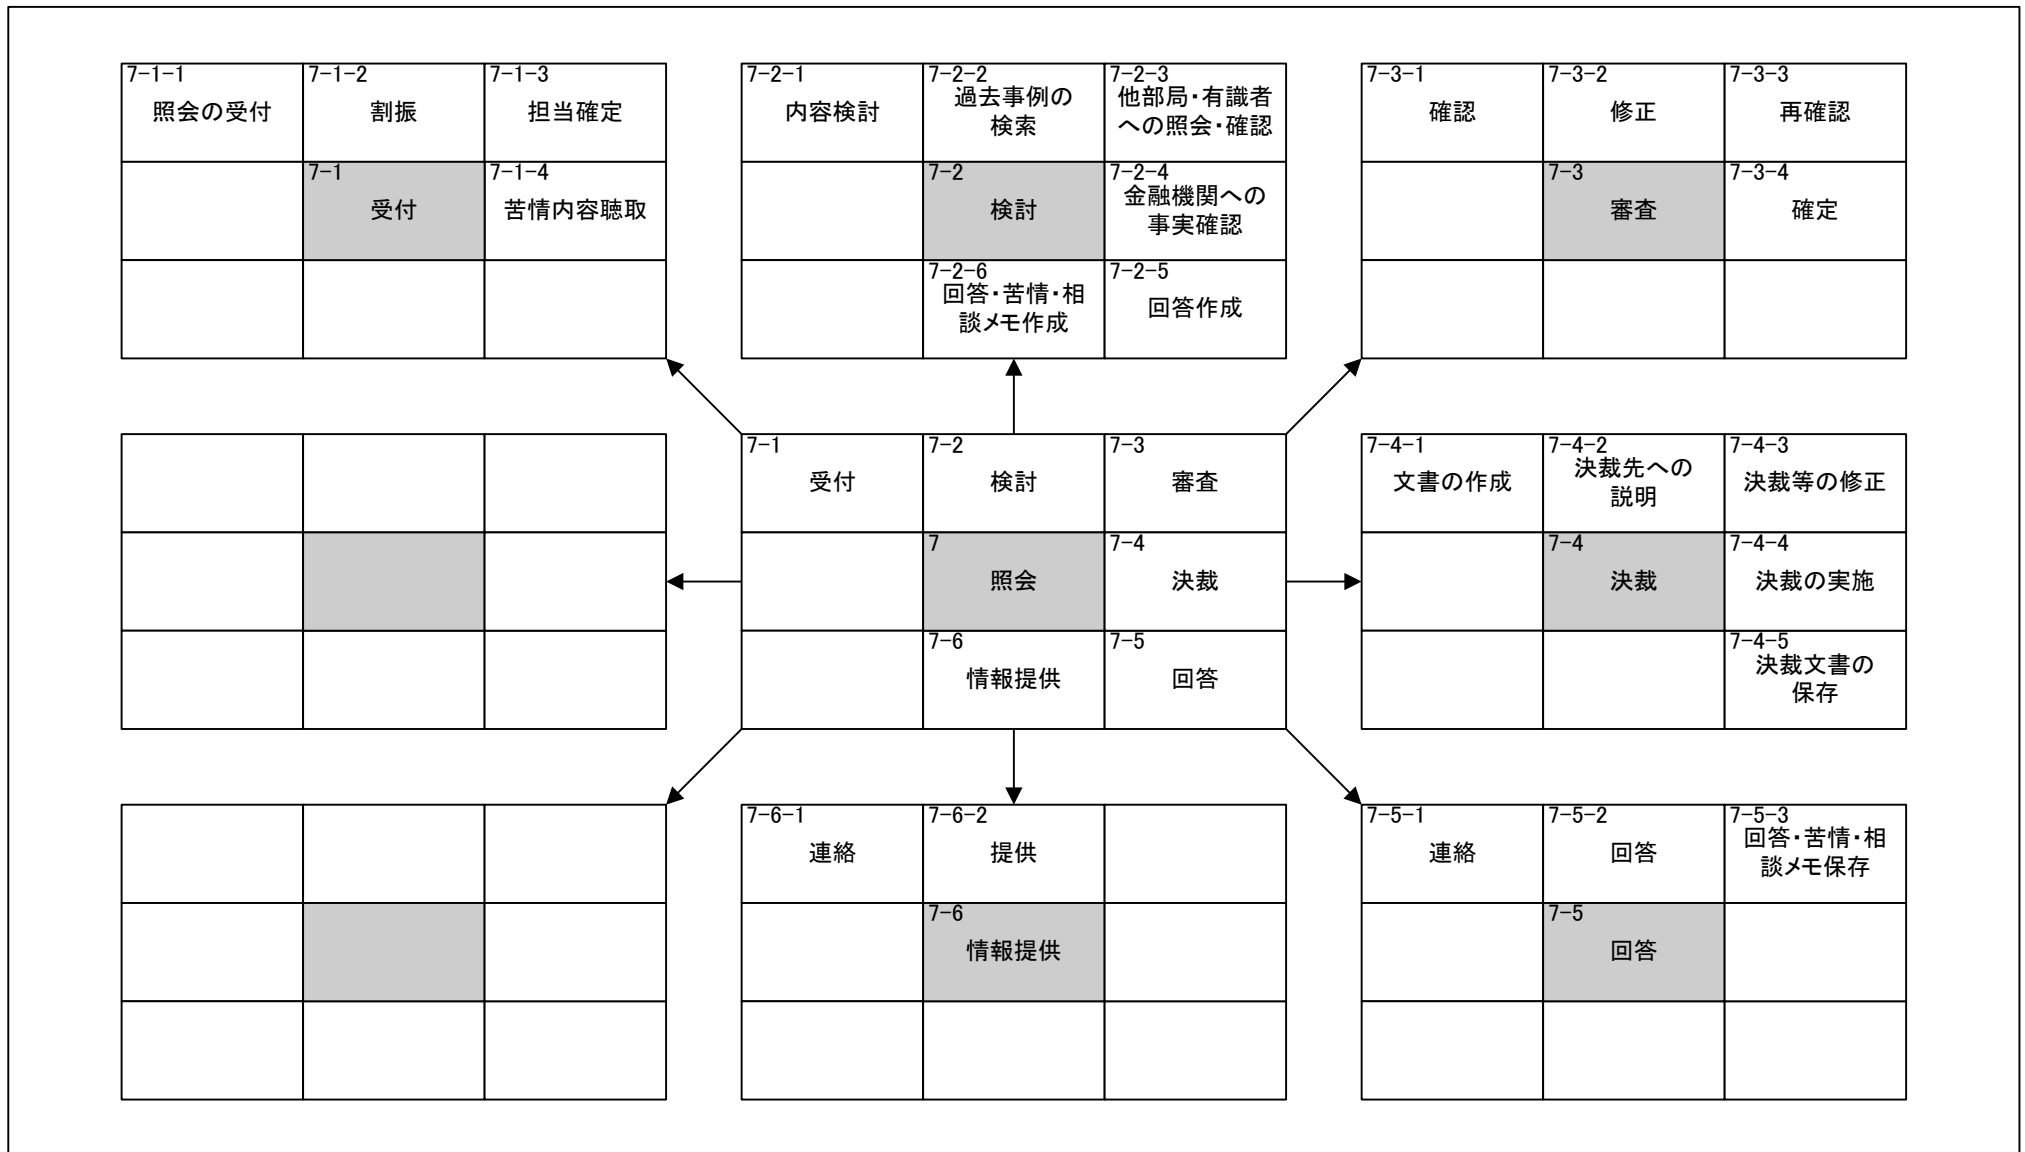 7-1-1
照会の受付
7-1-2
割振
7-1-3
担当確定
7-1
受付
7-1-4
苦情内容聴取
7-2-1
内容検討
7-2-2
過去事例の
検索
7-2-3
他部局・有識者
への照会・確認
7-2
検討
7-2-4
金融機関への
事実確認
7-2-6
回答・苦情・相
談メモ作成
7-2-5
回答作成
7-3-1
確認
7-3-2
修正
7-3-3
再確認
7-3
審査
7-3-4
確定
7-1
受付
7-2
検討
7-3
審査
7
照会
7-4
決裁
7-6
情報提供
7-5
回答
7-4-1
文書の作成
7-4-2
決裁先への
説明
7-4-3
決裁等の修正
7-4
決裁
7-4-4
決裁の実施
7-4-5
決裁文書の
保存
7-6-1
連絡
7-6-2
提供
7-6
情報提供
7-5-1
連絡
7-5-2
回答
7-5-3
回答・苦情・相
談メモ保存
7-5
回答